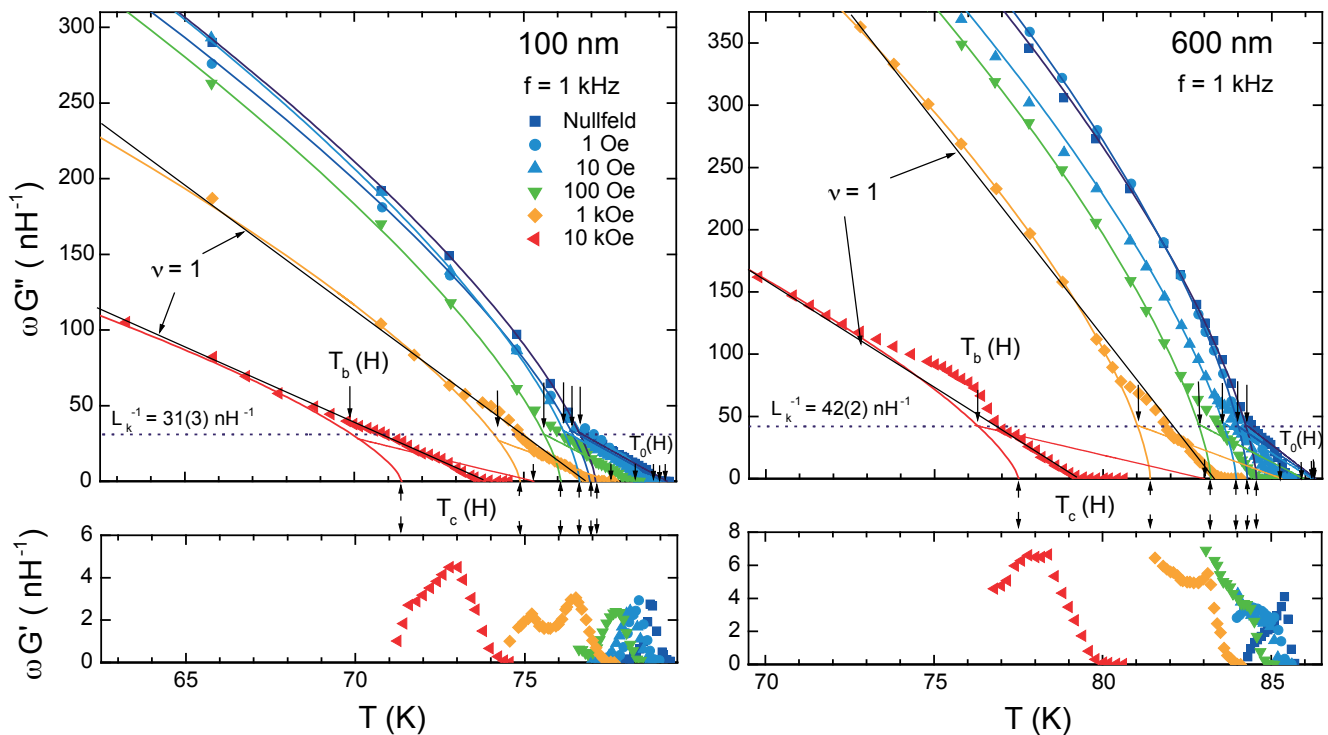 100 nm
f = 1 kHz
Nullfeld
1 Oe
10 Oe
100 Oe
1 kOe
10 kOe
ν = 1
T_b (H)
L_k^-1 = 31(3) nH^-1
T_0(H)
300
250
200
150
100
50
0
ω G'' ( nH^-1)
T_c (H)
6
4
2
0
ω G' ( nH^-1)
65
70
75
T (K)
600 nm
f = 1 kHz
ν = 1
T_b (H)
L_k^-1 = 42(2) nH^-1
T_0(H)
350
300
250
200
150
100
50
0
T_c (H)
8
6
4
2
0
70
75
80
85
T (K)